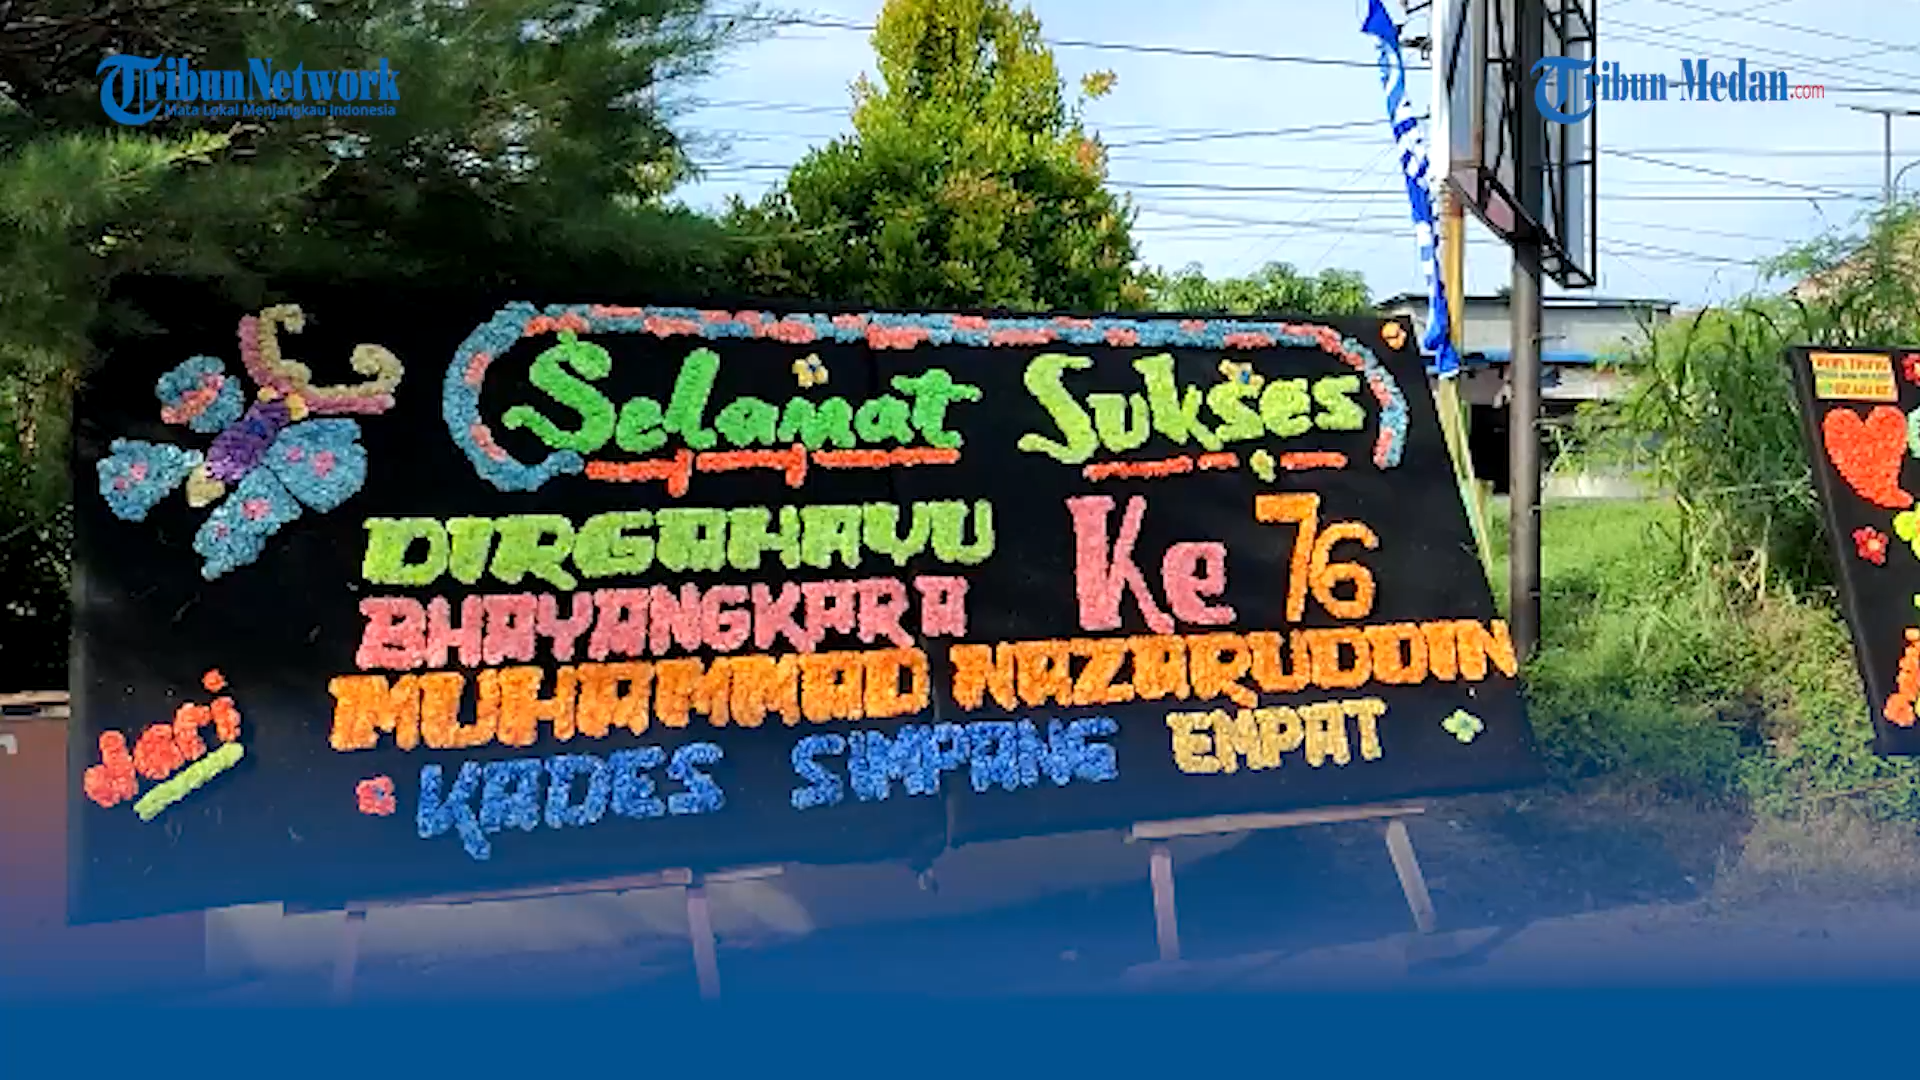 TribunNetwork
Mata Lokal Menjangkau Indonesia
Tribun-Medan.com
Selamat Sukses
DIRGAHAYU
BHAYANGKARA Ke 76
Dari
MUHAMMAD NAZARUDDIN
KADES SIMPANG EMPAT